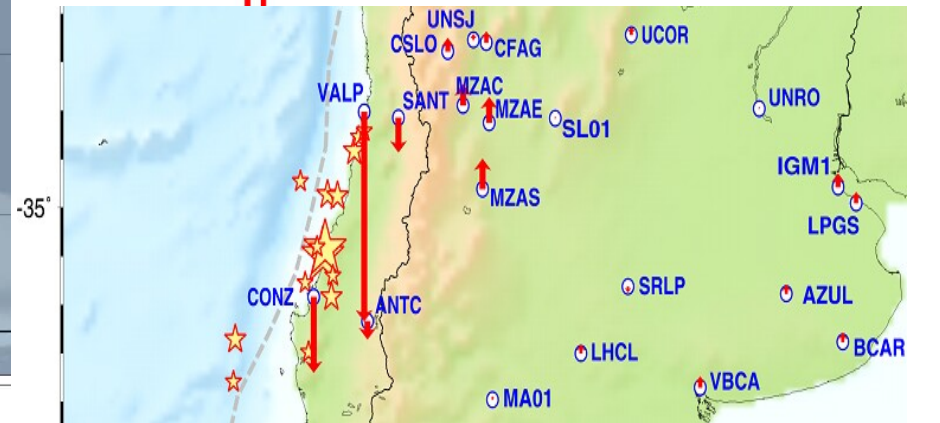 UNSJ
CSLO
CFAG
UCOR
MZAC
VALP
SANT
MZAE
UNRO
SL01
IGM1
MZAS
-35°
LPGS
CONZ
ANTC
SRLP
AZUL
LHCL
BCAR
VBCA
MA01